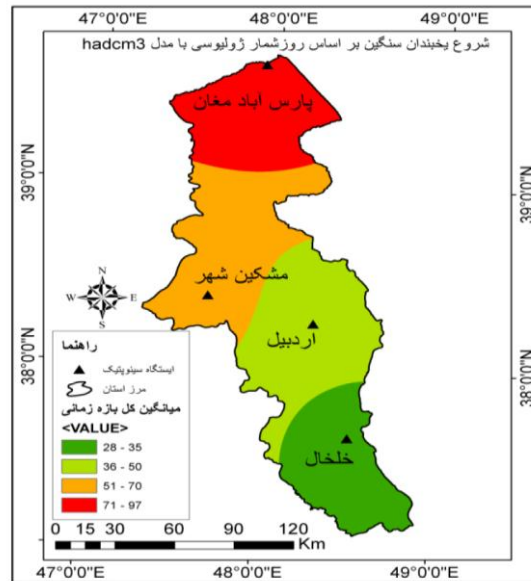 47°0'0"E 48°0'0"E 49°0'0"E
شروع یخبندان سنگین بر اساس روزشمار ژولیوسی با مدل hadcm3
پارس آباد مغان
39°0'0"N 39°0'0"N
مشکین شهر
N
W E
S
اردبیل
راهنما
ایستگاه سینوپتیک
مرز استان
میانگین کل بازه زمانی
<VALUE>
28 - 35
36 - 50
51 - 70
71 - 97
38°0'0"N 38°0'0"N
خلخال
0 15 30 60 90 120
Km
47°0'0"E 48°0'0"E 49°0'0"E